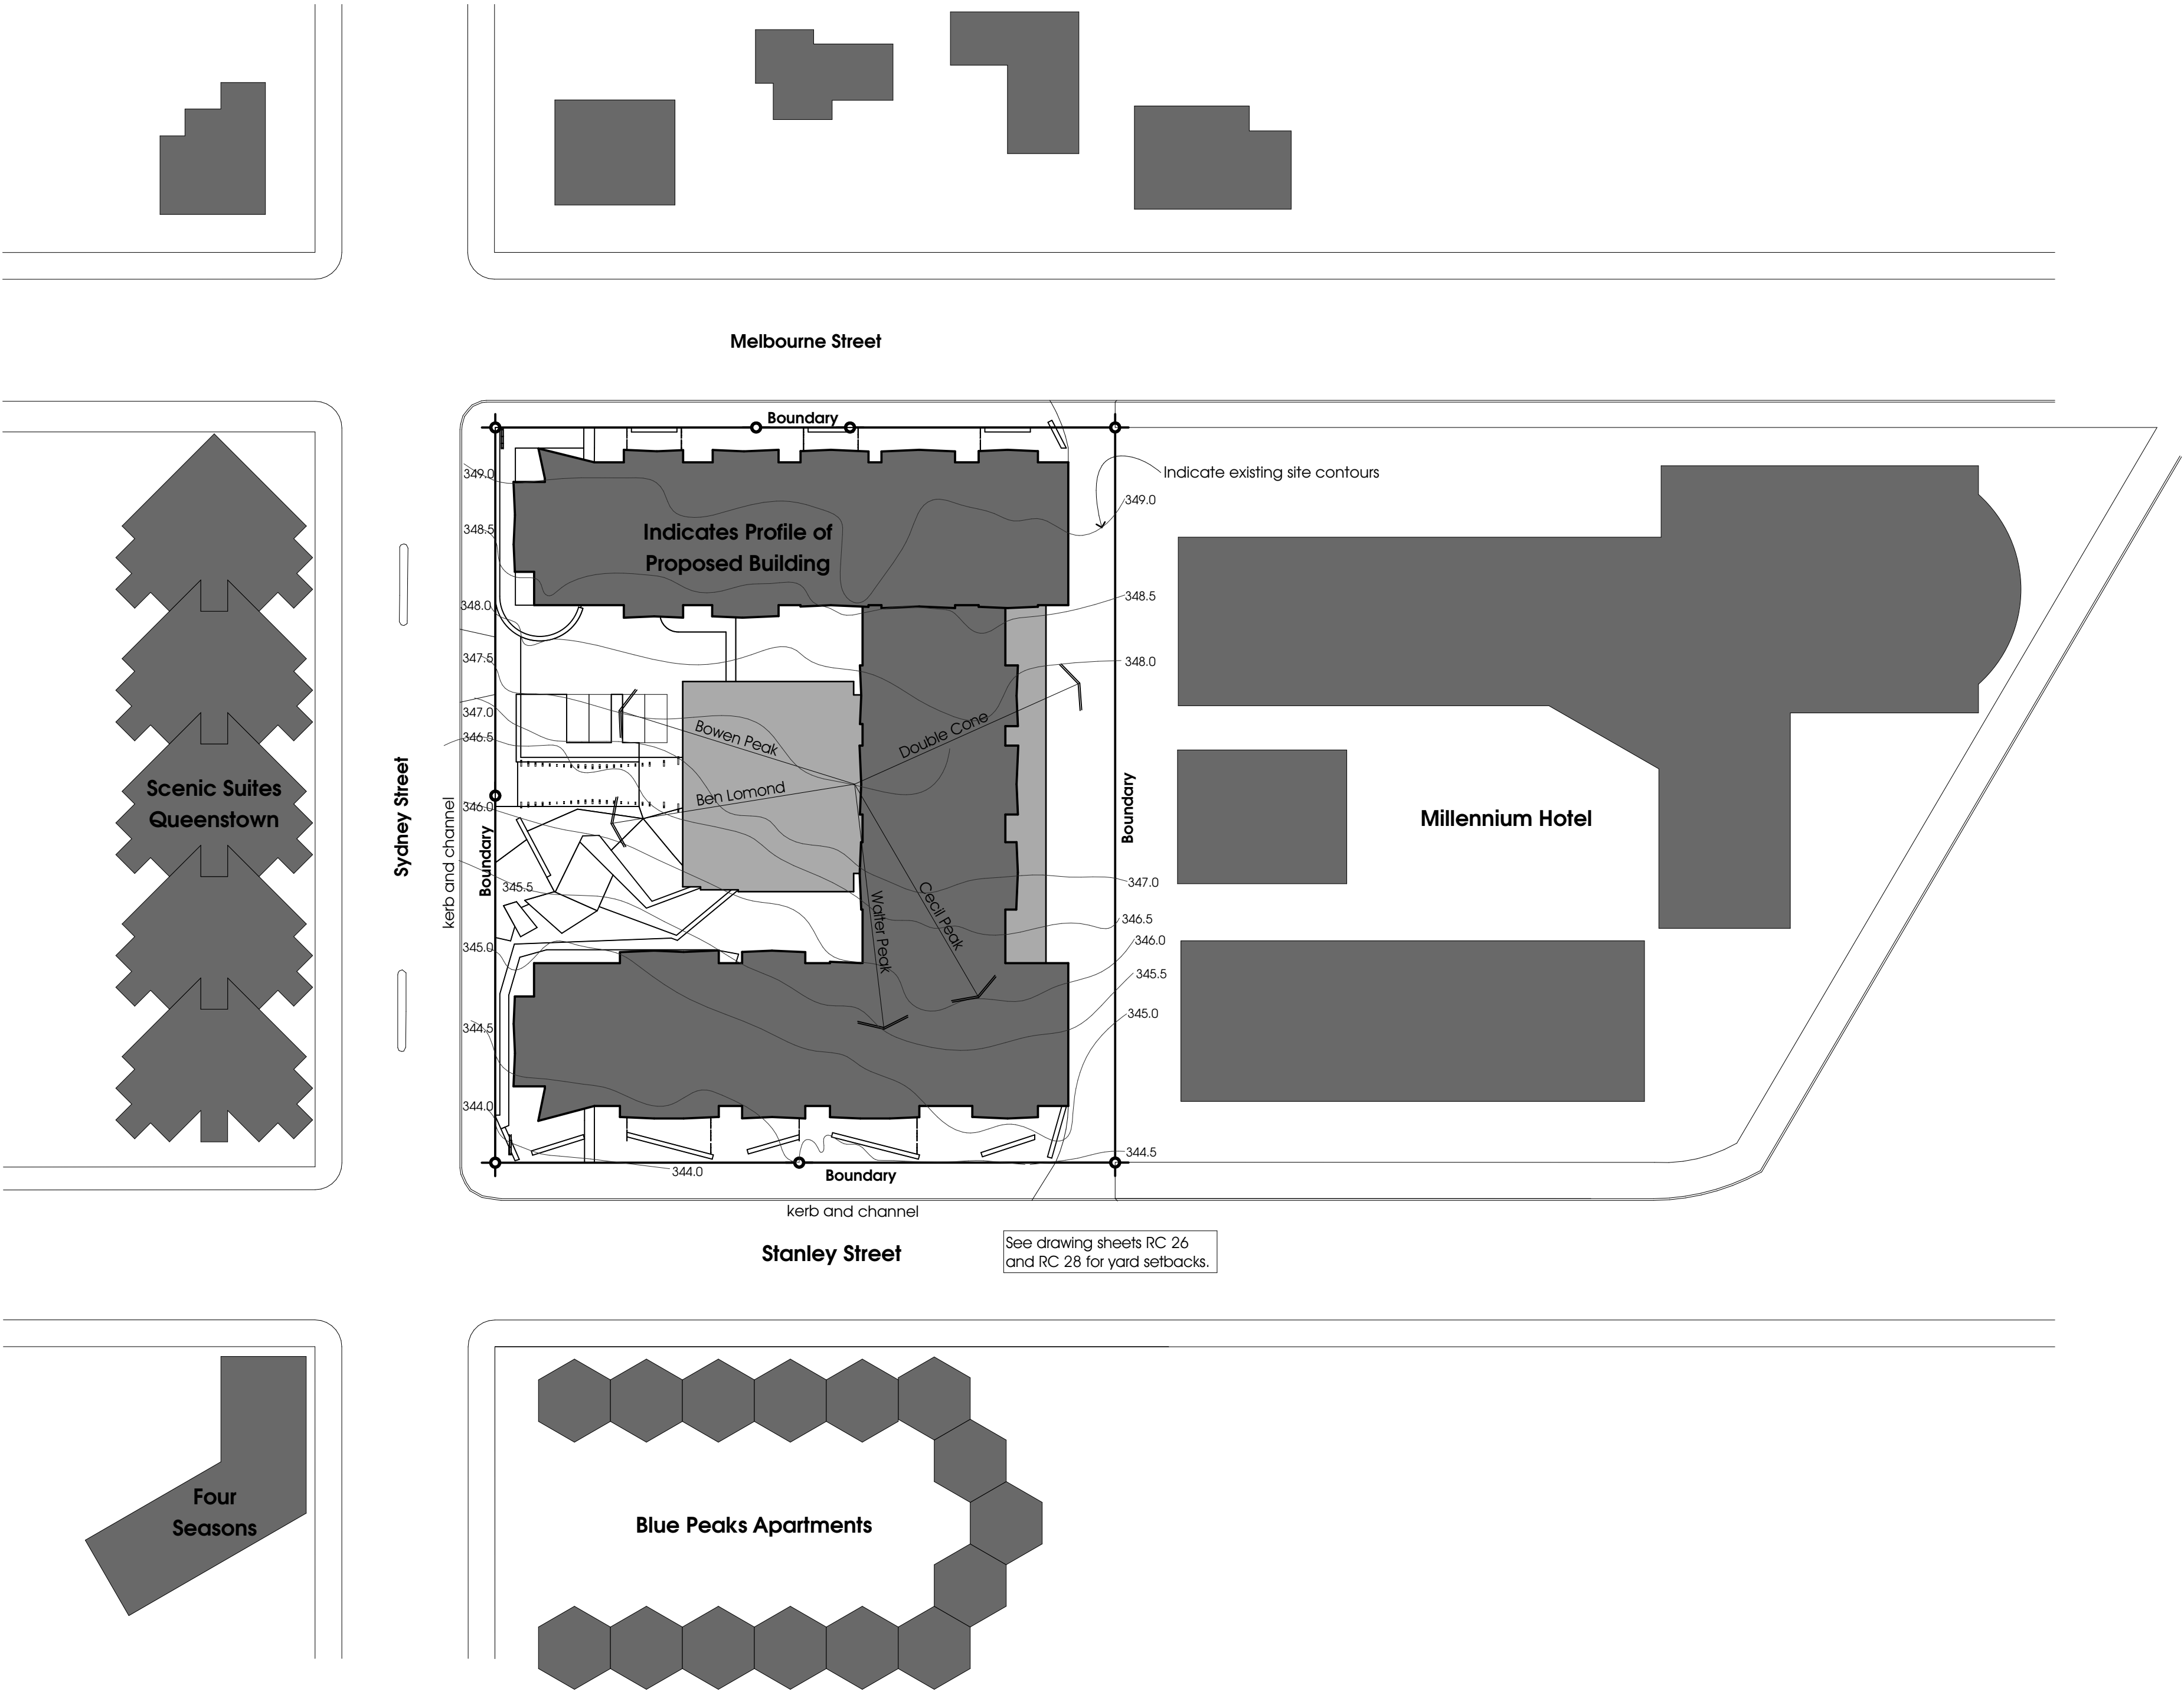 Melbourne Street
Boundary
349.0
Indicate existing site contours
349.0
348.5
Indicates Profile of
Proposed Building
348.0
348.5
347.5
348.0
347.0
346.5
Bowen Peak
Double Cone
Ben Lomond
Scenic Suites
Queenstown
Sydney Street
kerb and channel
346.0
Boundary
Boundary
Millennium Hotel
345.5
347.0
Walter Peak
Cecil Peak
346.5
345.0
346.0
345.5
344.5
345.0
344.0
344.5
344.0
Boundary
kerb and channel
Stanley Street
See drawing sheets RC 26
and RC 28 for yard setbacks.
Four
Seasons
Blue Peaks Apartments